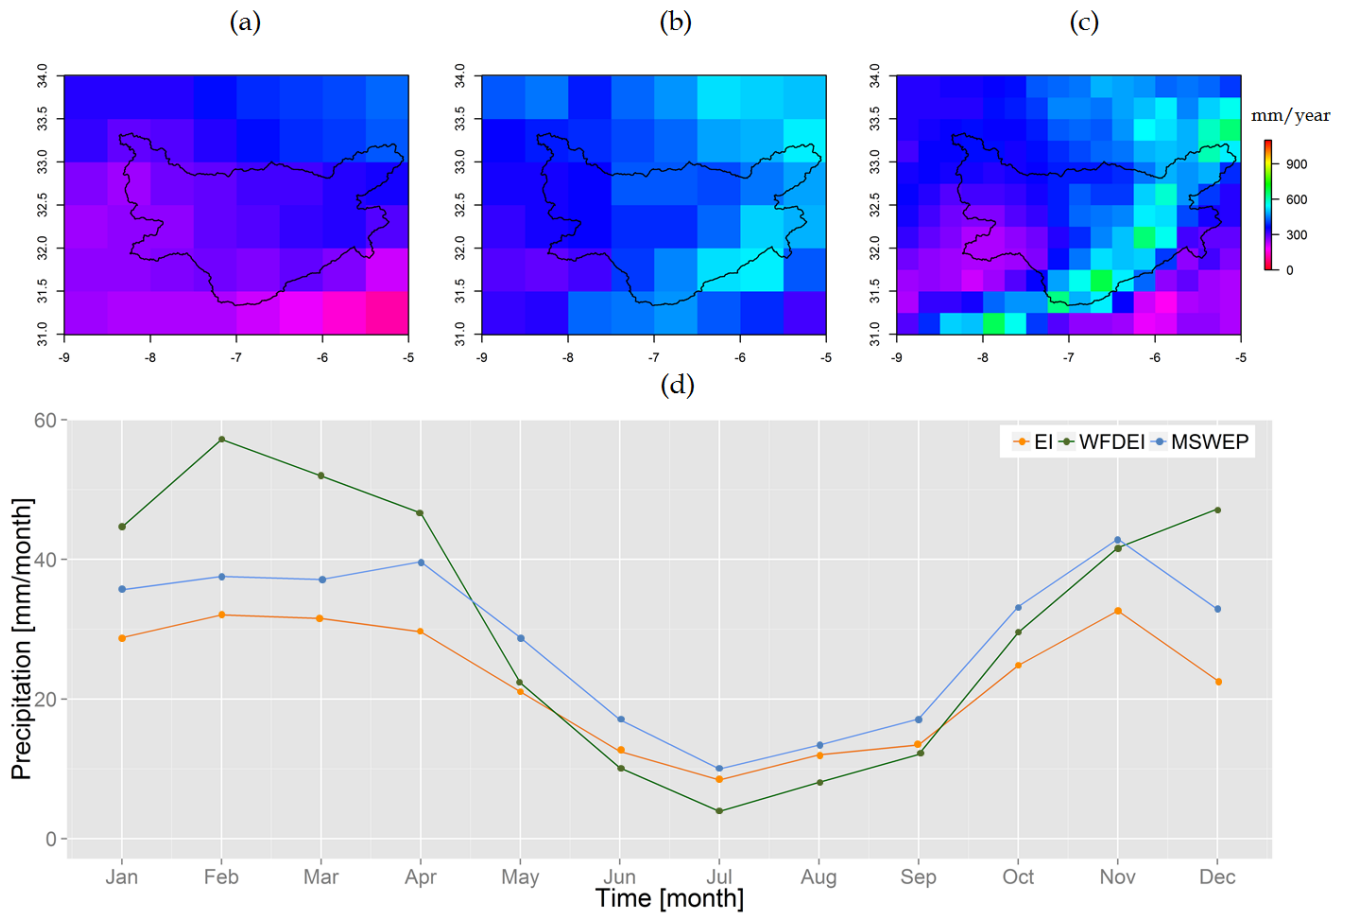 (a) (b) (c)
34.0 33.5 33.0 32.5 32.0 31.5 31.0
-9 -8 -7 -6 -5
34.0 33.5 33.0 32.5 32.0 31.5 31.0
-9 -8 -7 -6 -5
34.0 33.5 33.0 32.5 32.0 31.5 31.0
-9 -8 -7 -6 -5
mm/year
900
600
300
0
(d)
EI WFDEI MSWEP
Precipitation [mm/month]
60
40
20
0
Jan Feb Mar Apr May Jun Jul Aug Sep Oct Nov Dec
Time [month]